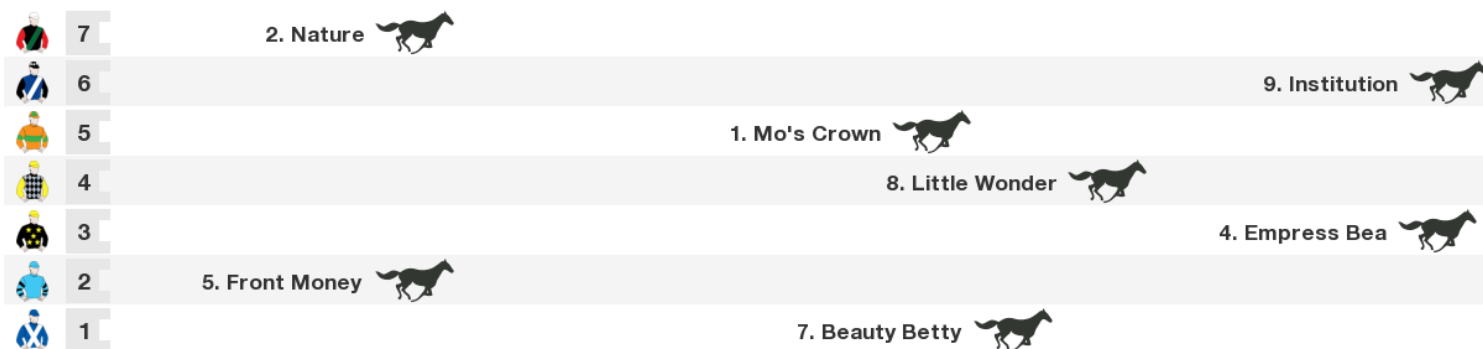 7 2. Nature
6 9. Institution
5 1. Mo's Crown
4 8. Little Wonder
3 4. Empress Bea
2 5. Front Money
1 7. Beauty Betty